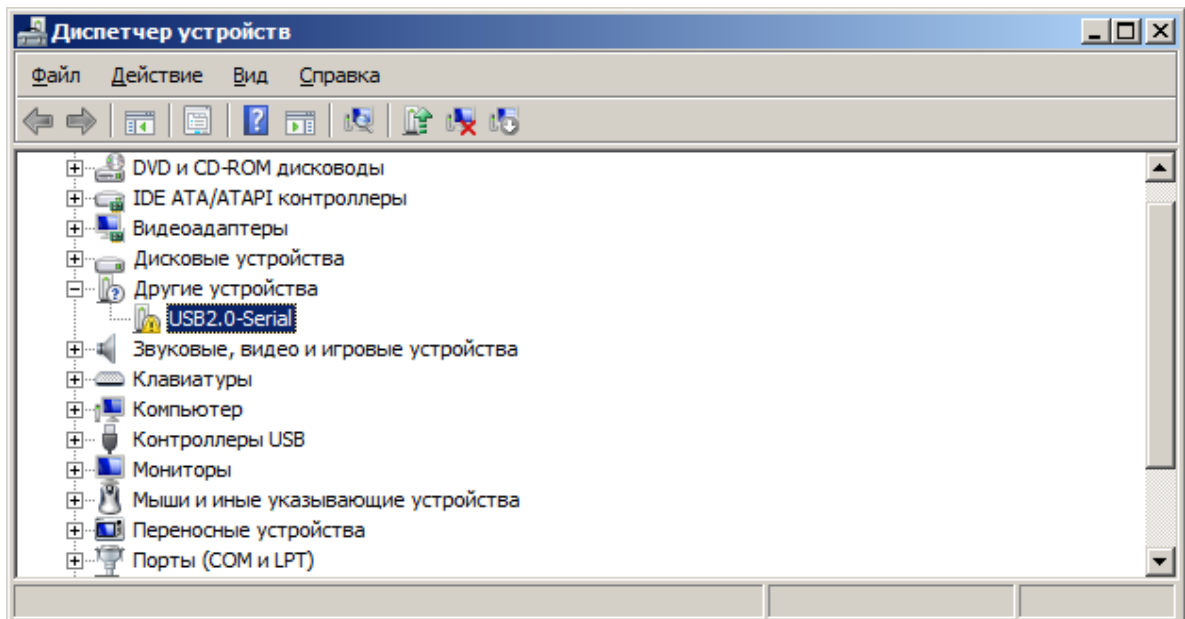 Диспетчер устройств
Файл Действие Вид Справка
DVD и CD-ROM дисководы
IDE ATA/ATAPI контроллеры
Видеоадаптеры
Дисковые устройства
Другие устройства
USB2.0-Serial
Звуковые, видео и игровые устройства
Клавиатуры
Компьютер
Контроллеры USB
Мониторы
Мыши и иные указывающие устройства
Переносные устройства
Порты (COM и LPT)